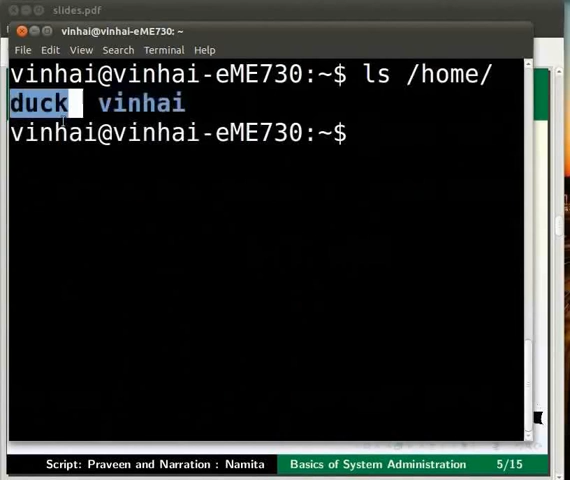 slides.pdf
vinhai@vinhai-eME730: ~
File Edit View Search Terminal Help
vinhai@vinhai-eME730:~$ ls /home/
duck vinhai
vinhai@vinhai-eME730:~$
Script: Praveen and Narration : Namita Basics of System Administration 5/15